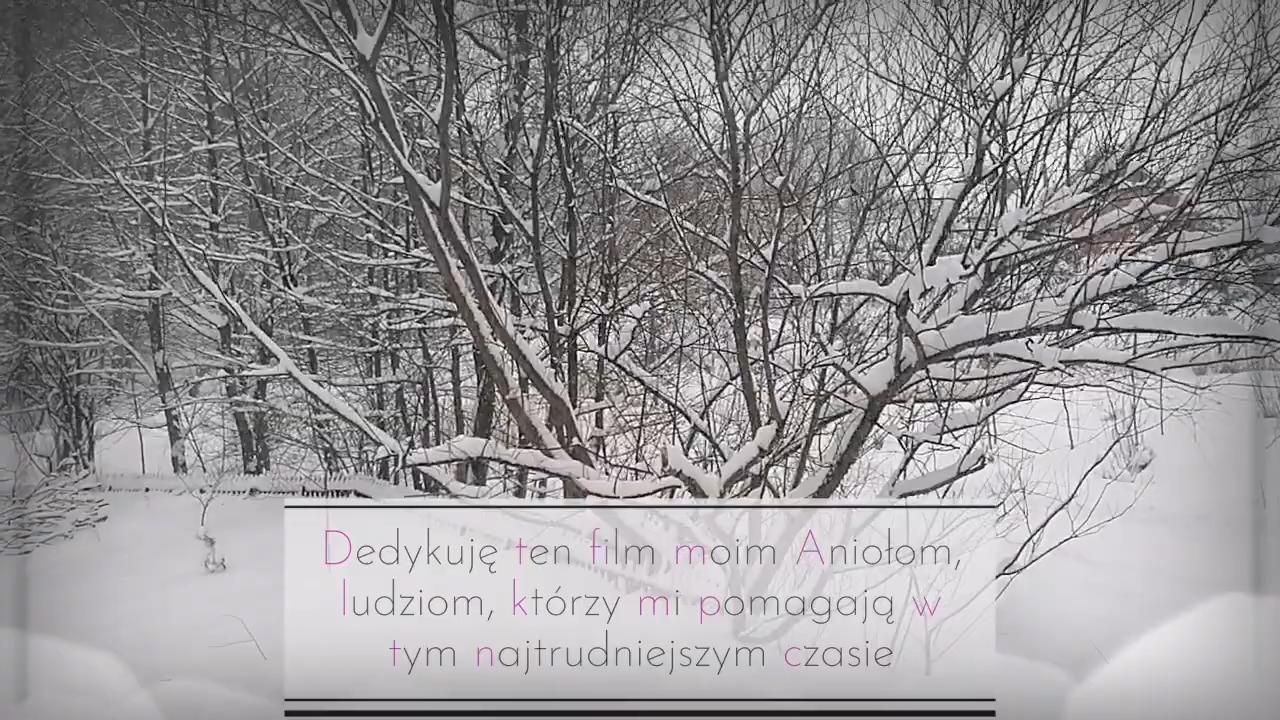 Dedykuję ten film moim Aniołom,
ludziom, którzy mi pomagają w
tym najtrudniejszym czasie